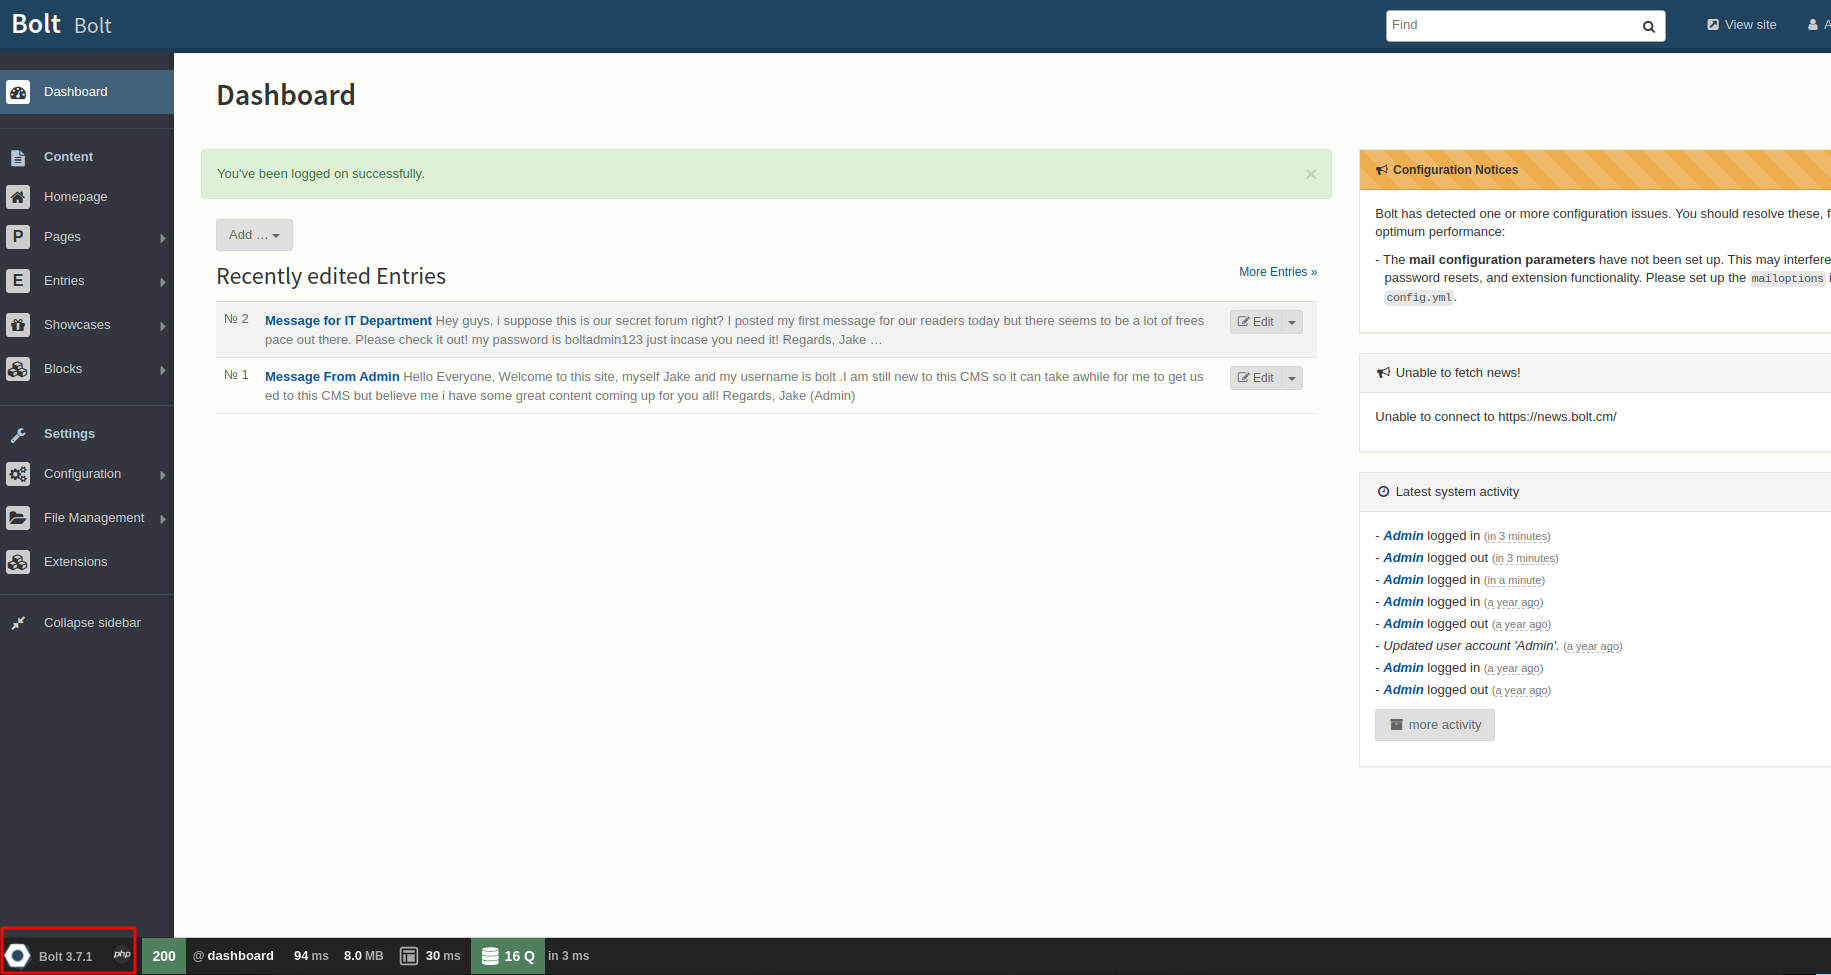 Bolt Bolt
Find
View site
A
Dashboard
Content
Homepage
P Pages
E Entries
Showcases
Blocks
Settings
Configuration
File Management
Extensions
Collapse sidebar
Dashboard
You've been logged on successfully.
×
Add ...
Recently edited Entries
More Entries »
№ 2 Message for IT Department Hey guys, i suppose this is our secret forum right? I posted my first message for our readers today but there seems to be a lot of frees
pace out there. Please check it out! my password is boltadmin123 just incase you need it! Regards, Jake …
Edit
№ 1 Message From Admin Hello Everyone, Welcome to this site, myself Jake and my username is bolt .I am still new to this CMS so it can take awhile for me to get us
ed to this CMS but believe me i have some great content coming up for you all! Regards, Jake (Admin)
Edit
Configuration Notices
Bolt has detected one or more configuration issues. You should resolve these, f
optimum performance:
- The mail configuration parameters have not been set up. This may interfere
password resets, and extension functionality. Please set up the mailoptions i
config.yml.
Unable to fetch news!
Unable to connect to https://news.bolt.cm/
Latest system activity
- Admin logged in (in 3 minutes)
- Admin logged out (in 3 minutes)
- Admin logged in (in a minute)
- Admin logged in (a year ago)
- Admin logged out (a year ago)
- Updated user account 'Admin'. (a year ago)
- Admin logged in (a year ago)
- Admin logged out (a year ago)
more activity
Bolt 3.7.1 php 200 @ dashboard 94 ms 8.0 MB 30 ms 16 Q in 3 ms